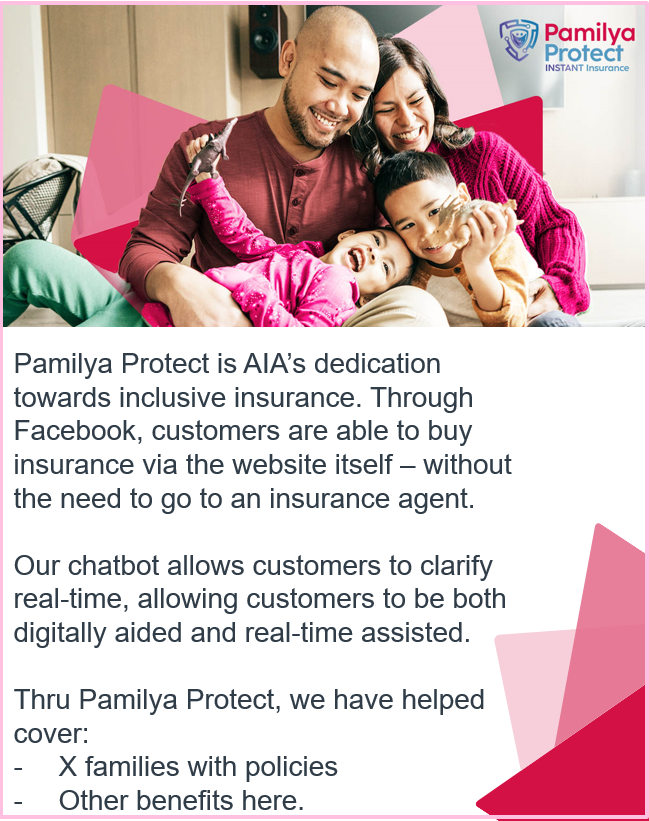 Pamilya
Protect
INSTANT Insurance
Pamilya Protect is AIA’s dedication
towards inclusive insurance. Through
Facebook, customers are able to buy
insurance via the website itself – without
the need to go to an insurance agent.
Our chatbot allows customers to clarify
real-time, allowing customers to be both
digitally aided and real-time assisted.
Thru Pamilya Protect, we have helped
cover:
- X families with policies
- Other benefits here.